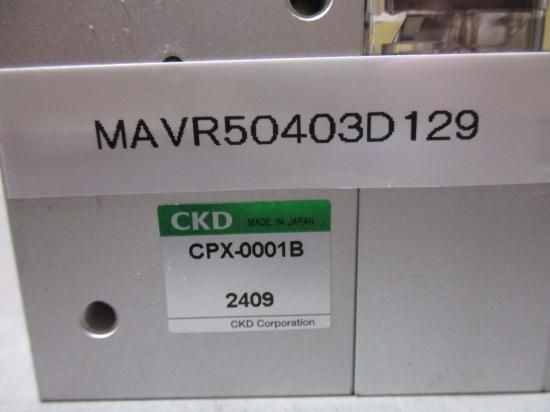 MAVR50403D129
CKD MADE IN JAPAN
CPX-0001B
2409
CKD Corporation